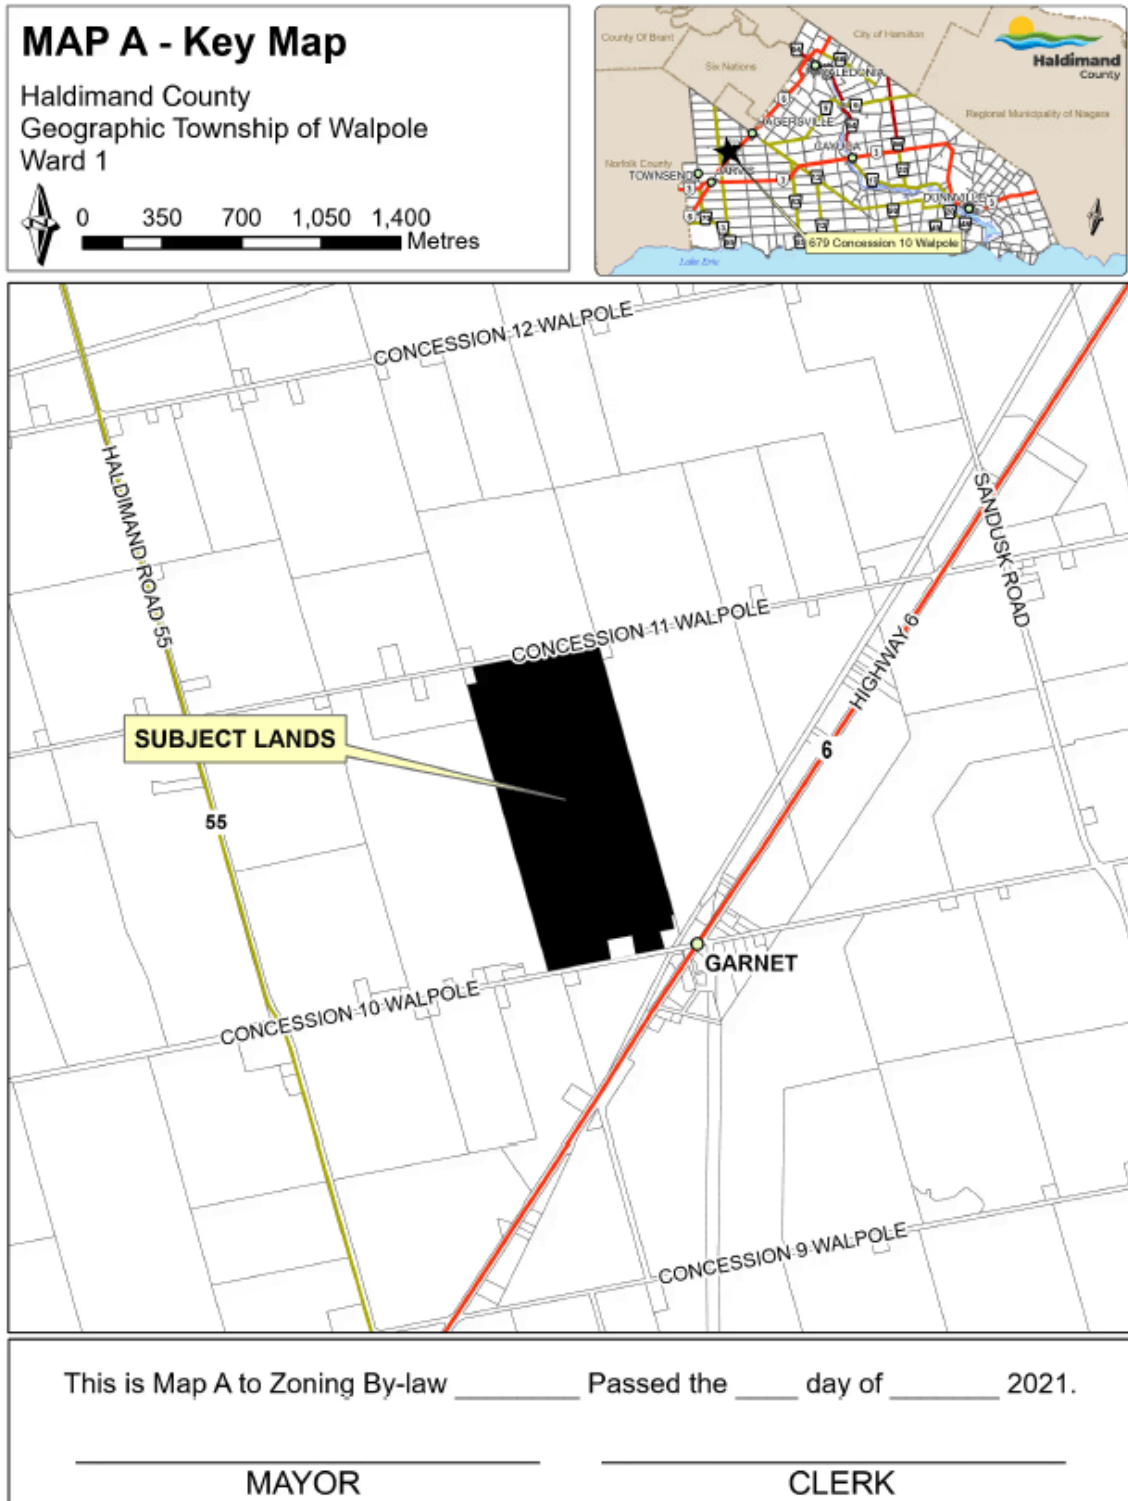 MAP A - Key Map
Haldimand County
Geographic Township of Walpole
Ward 1
0 350 700 1,050 1,400
Metres
County Of Brant
City of Hamilton
Six Nations
Haldimand
County
CALEDONIA
Regional Municipality of Niagara
HAGERSVILLE
CAYUGA
Norfolk County
TOWNSEND
JARVIS
DUNNVILLE
679 Concession 10 Walpole
Lake Erie
CONCESSION 12 WALPOLE
HALDIMAND ROAD 55
SANDUSK ROAD
CONCESSION 11 WALPOLE
HIGHWAY 6
SUBJECT LANDS
6
55
GARNET
CONCESSION 10 WALPOLE
CONCESSION 9 WALPOLE
This is Map A to Zoning By-law ________ Passed the ____ day of _______ 2021.
MAYOR
CLERK